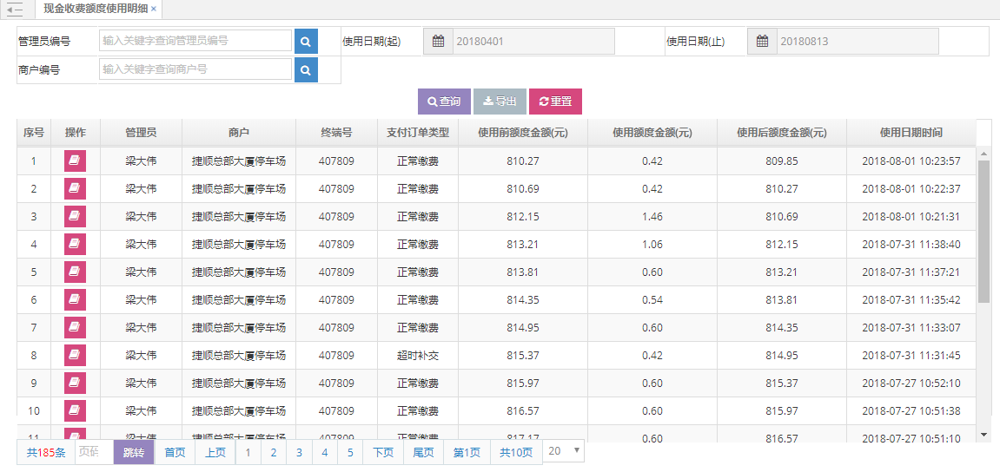 现金收费额度使用明细 ×
管理员编号 输入关键字查询管理员编号 使用日期(起) 20180401 使用日期(止) 20180813
商户编号 输入关键字查询商户号
查询 导出 重置
序号 操作 管理员 商户 终端号 支付订单类型 使用前额度金额(元) 使用额度金额(元) 使用后额度金额(元) 使用日期时间
1 梁大伟 捷顺总部大厦停车场 407809 正常缴费 810.27 0.42 809.85 2018-08-01 10:23:57
2 梁大伟 捷顺总部大厦停车场 407809 正常缴费 810.69 0.42 810.27 2018-08-01 10:22:37
3 梁大伟 捷顺总部大厦停车场 407809 正常缴费 812.15 1.46 810.69 2018-08-01 10:21:31
4 梁大伟 捷顺总部大厦停车场 407809 正常缴费 813.21 1.06 812.15 2018-07-31 11:38:40
5 梁大伟 捷顺总部大厦停车场 407809 正常缴费 813.81 0.60 813.21 2018-07-31 11:37:21
6 梁大伟 捷顺总部大厦停车场 407809 正常缴费 814.35 0.54 813.81 2018-07-31 11:35:42
7 梁大伟 捷顺总部大厦停车场 407809 正常缴费 814.95 0.60 814.35 2018-07-31 11:33:07
8 梁大伟 捷顺总部大厦停车场 407809 超时补交 815.37 0.42 814.95 2018-07-31 11:31:45
9 梁大伟 捷顺总部大厦停车场 407809 正常缴费 815.97 0.60 815.37 2018-07-27 10:52:10
10 梁大伟 捷顺总部大厦停车场 407809 正常缴费 816.57 0.60 815.97 2018-07-27 10:51:38
11 梁大伟 捷顺总部大厦停车场 407809 正常缴费 817.17 0.60 816.57 2018-07-27 10:51:10
共185条 页码 跳转 首页 上页 1 2 3 4 5 下页 尾页 第1页 共10页 20